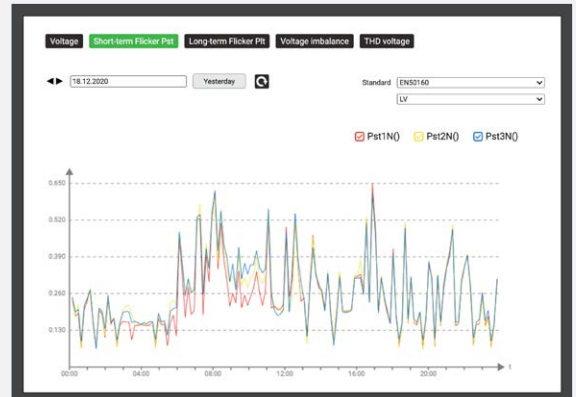 Voltage Short-term Flicker Pst Long-term Flicker Plt Voltage imbalance THD voltage
18.12.2020 Yesterday Standard EN50160
LV
Pst1N() Pst2N() Pst3N()
0.650
0.520
0.390
0.260
0.130
00:00 04:00 08:00 12:00 16:00 20:00 t